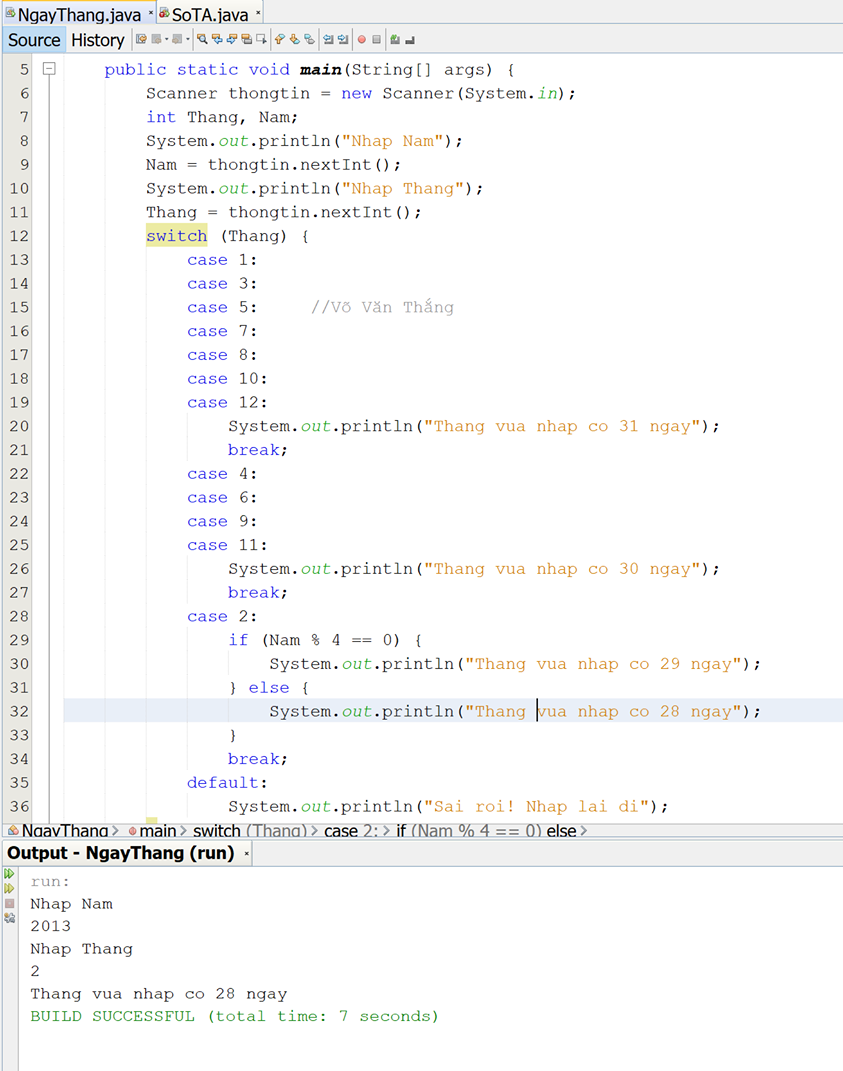 NgayThang.java × SoTA.java ×
Source History
5 public static void main(String[] args) {
6 Scanner thongtin = new Scanner(System.in);
7 int Thang, Nam;
8 System.out.println("Nhap Nam");
9 Nam = thongtin.nextInt();
10 System.out.println("Nhap Thang");
11 Thang = thongtin.nextInt();
12 switch (Thang) {
13 case 1:
14 case 3:
15 case 5: //Võ Văn Thắng
16 case 7:
17 case 8:
18 case 10:
19 case 12:
20 System.out.println("Thang vua nhap co 31 ngay");
21 break;
22 case 4:
23 case 6:
24 case 9:
25 case 11:
26 System.out.println("Thang vua nhap co 30 ngay");
27 break;
28 case 2:
29 if (Nam % 4 == 0) {
30 System.out.println("Thang vua nhap co 29 ngay");
31 } else {
32 System.out.println("Thang vua nhap co 28 ngay");
33 }
34 break;
35 default:
36 System.out.println("Sai roi! Nhap lai di");
NgayThang > main > switch (Thang) > case 2: > if (Nam % 4 == 0) else >
Output - NgayThang (run) ×
run:
Nhap Nam
2013
Nhap Thang
2
Thang vua nhap co 28 ngay
BUILD SUCCESSFUL (total time: 7 seconds)